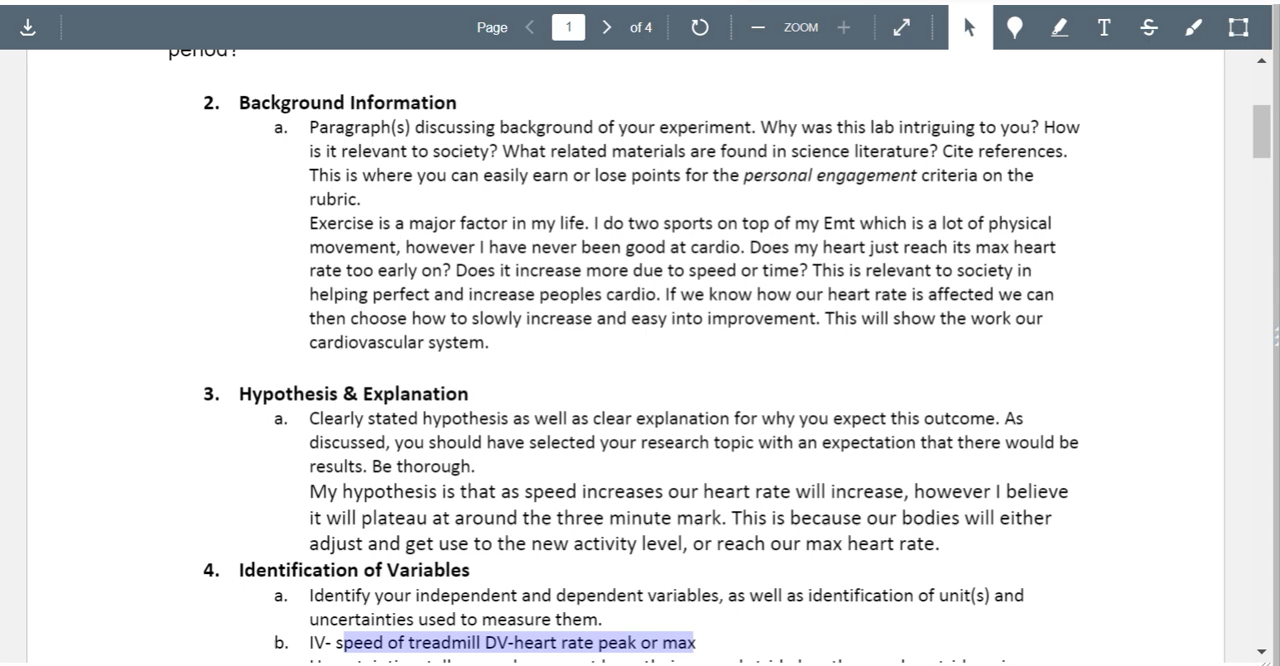 Page 1 of 4 ZOOM T S
period?
2. Background Information
a. Paragraph(s) discussing background of your experiment. Why was this lab intriguing to you? How
is it relevant to society? What related materials are found in science literature? Cite references.
This is where you can easily earn or lose points for the personal engagement criteria on the
rubric.
Exercise is a major factor in my life. I do two sports on top of my Emt which is a lot of physical
movement, however I have never been good at cardio. Does my heart just reach its max heart
rate too early on? Does it increase more due to speed or time? This is relevant to society in
helping perfect and increase peoples cardio. If we know how our heart rate is affected we can
then choose how to slowly increase and easy into improvement. This will show the work our
cardiovascular system.
3. Hypothesis & Explanation
a. Clearly stated hypothesis as well as clear explanation for why you expect this outcome. As
discussed, you should have selected your research topic with an expectation that there would be
results. Be thorough.
My hypothesis is that as speed increases our heart rate will increase, however I believe
it will plateau at around the three minute mark. This is because our bodies will either
adjust and get use to the new activity level, or reach our max heart rate.
4. Identification of Variables
a. Identify your independent and dependent variables, as well as identification of unit(s) and
uncertainties used to measure them.
b. IV- speed of treadmill DV-heart rate peak or max